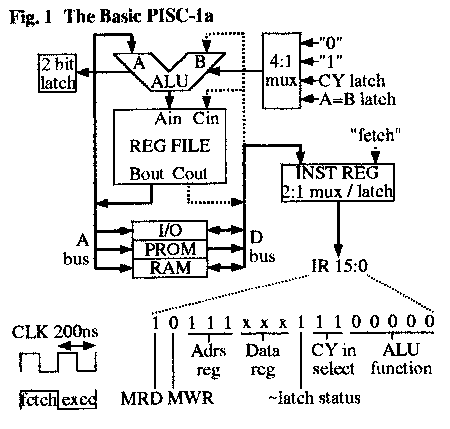 Fig. 1 The Basic PISC-1a
2 bit
latch
A
B
ALU
4:1
mux
"0"
"1"
CY latch
A=B latch
Ain Cin
REG FILE
Bout Cout
"fetch"
INST REG
2:1 mux / latch
A
bus
I/O
PROM
RAM
D
bus
IR 15:0
CLK 200ns
1 0 1 1 1 x x x 1 1 1 0 0 0 0 0
Adrs
reg
Data
reg
CY in
select
ALU
function
fetch exec
MRD MWR
~latch status